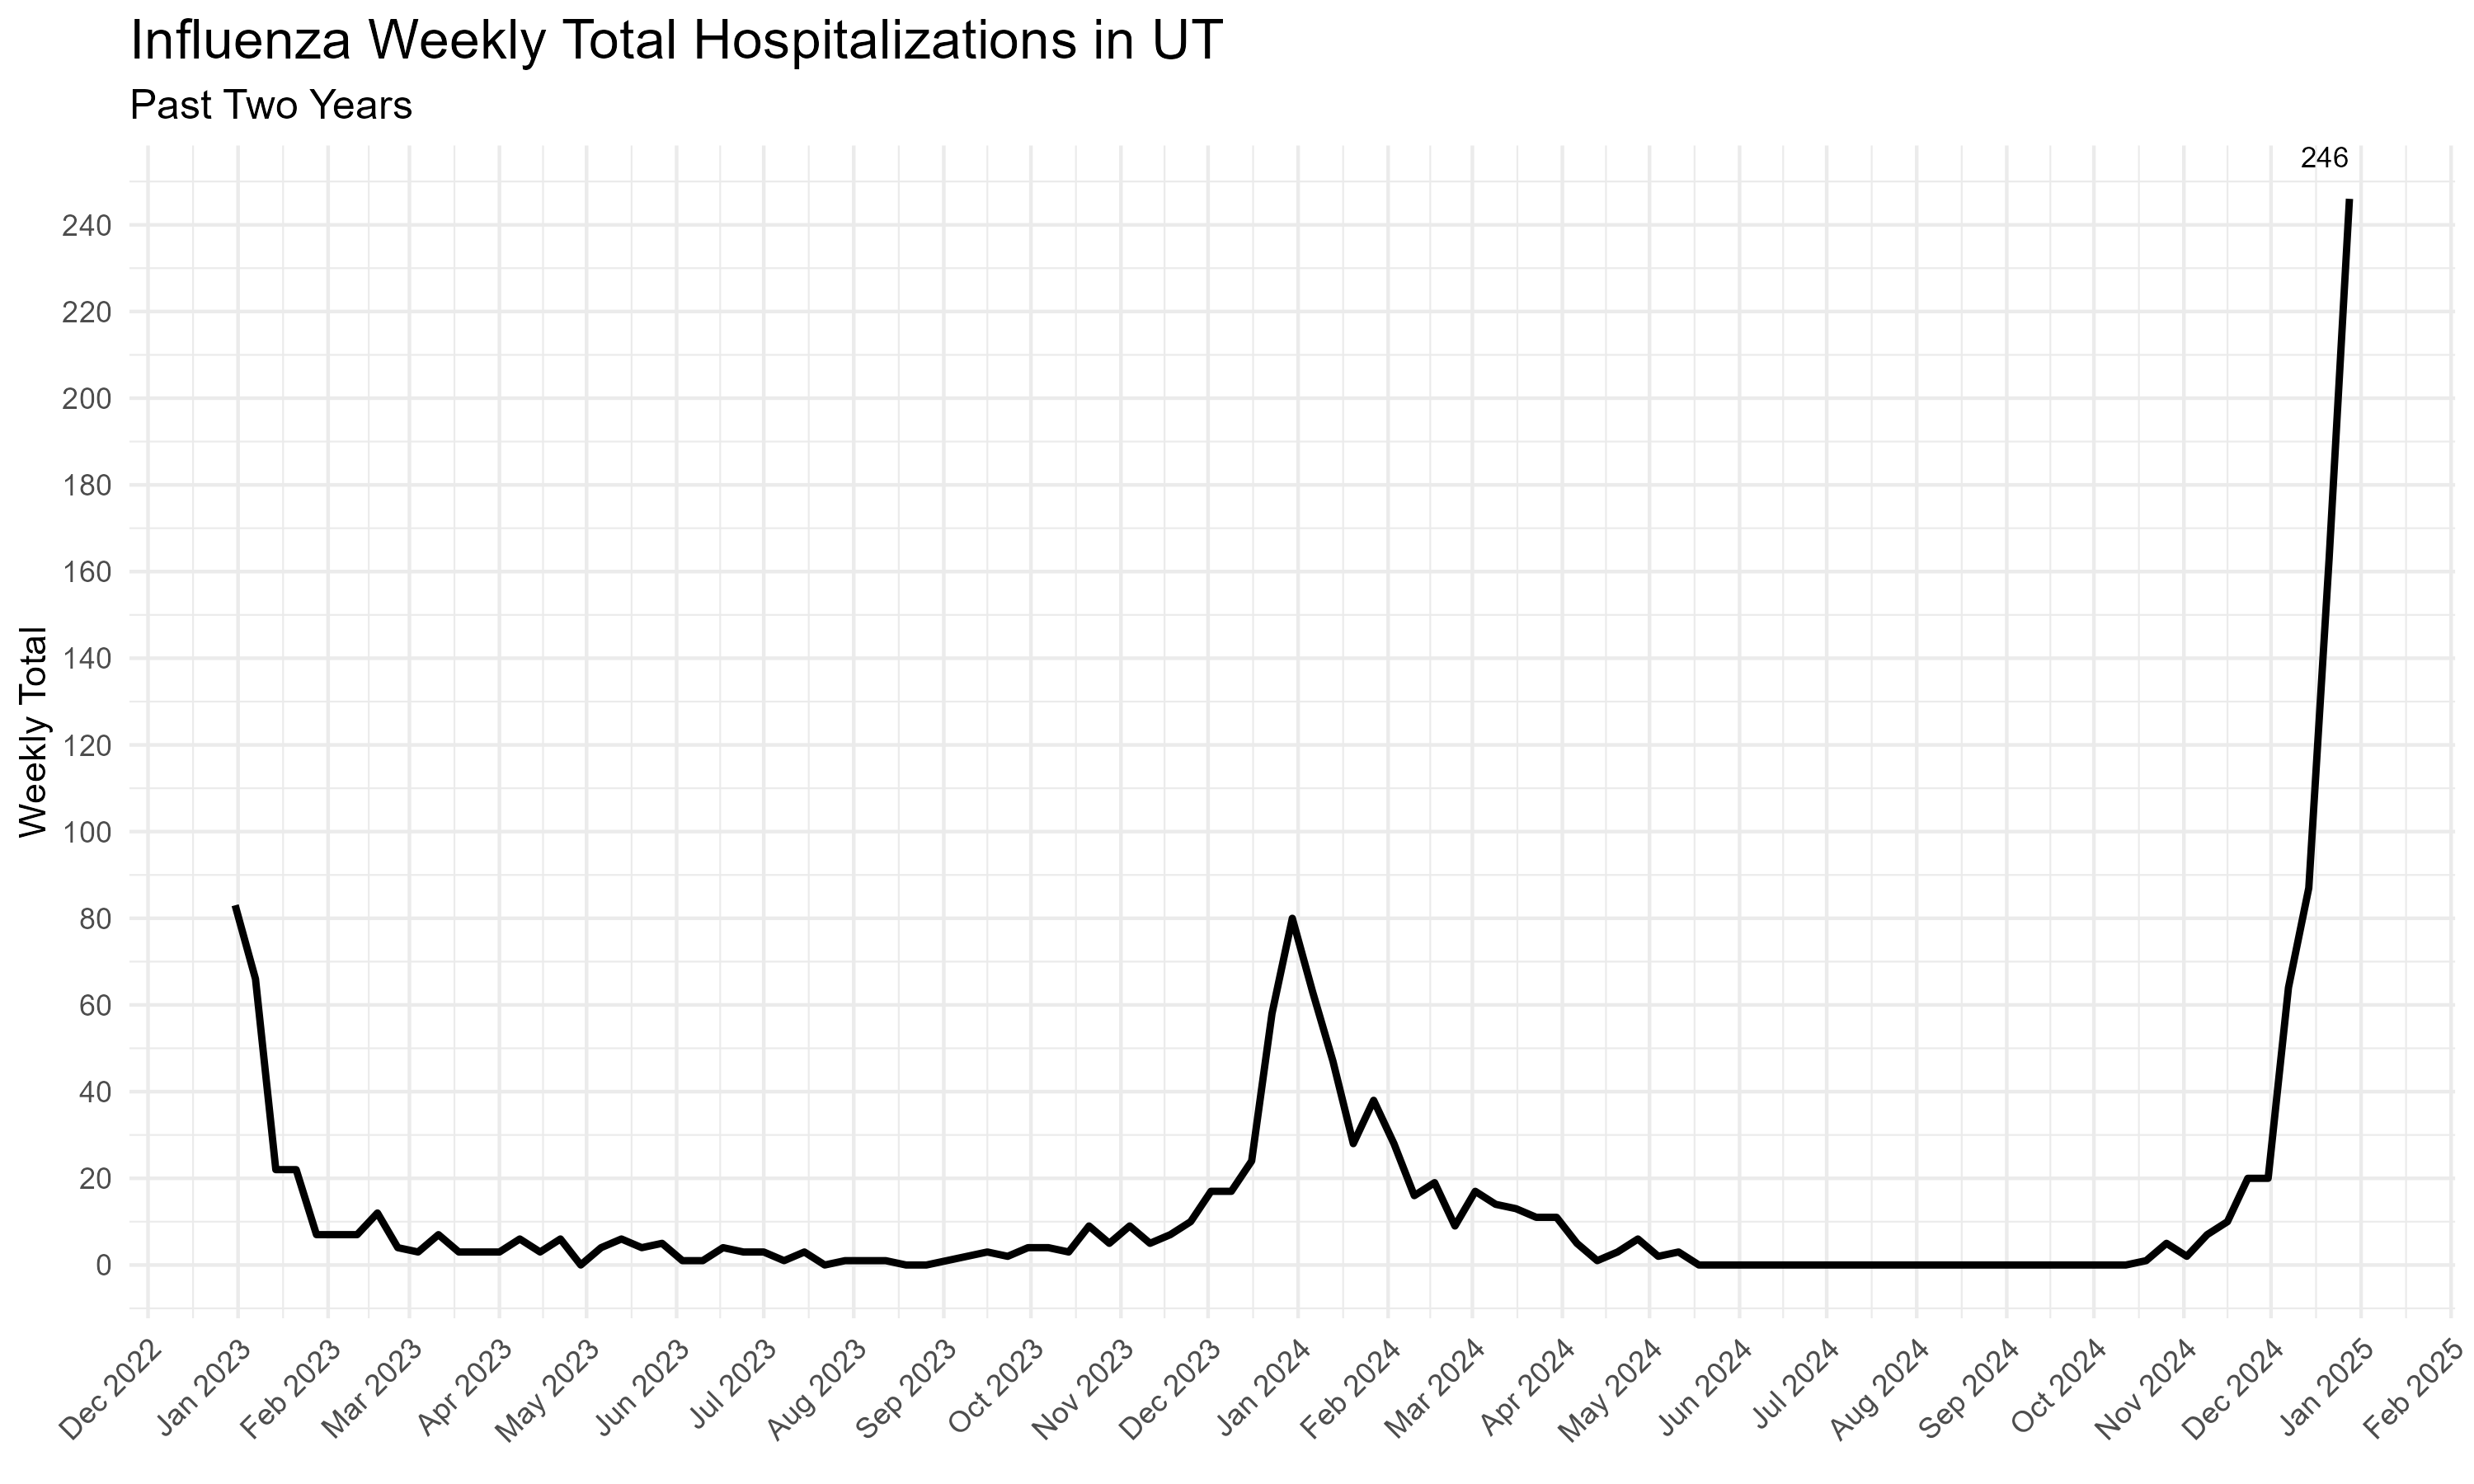 Influenza Weekly Total Hospitalizations in UT
Past Two Years
246
Weekly Total
240
220
200
180
160
140
120
100
80
60
40
20
0
Dec 2022
Jan 2023
Feb 2023
Mar 2023
Apr 2023
May 2023
Jun 2023
Jul 2023
Aug 2023
Sep 2023
Oct 2023
Nov 2023
Dec 2023
Jan 2024
Feb 2024
Mar 2024
Apr 2024
May 2024
Jun 2024
Jul 2024
Aug 2024
Sep 2024
Oct 2024
Nov 2024
Dec 2024
Jan 2025
Feb 2025